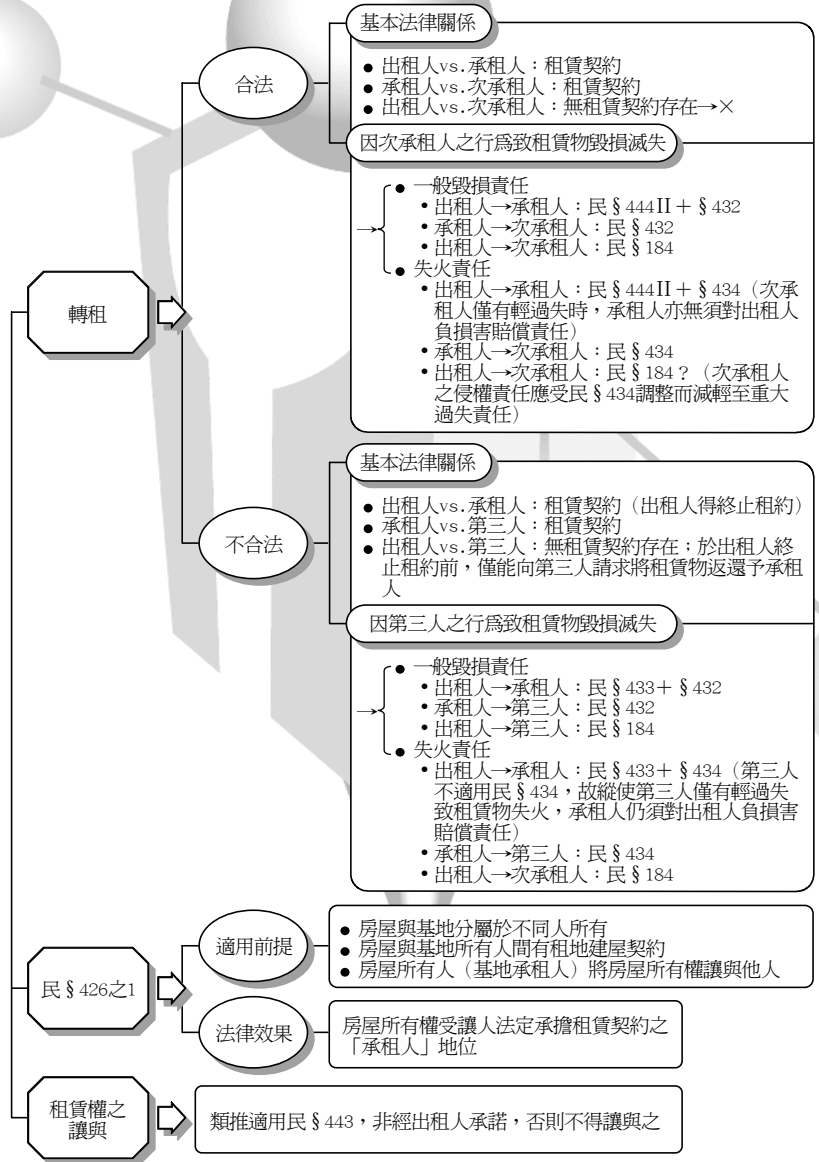 轉租
合法
基本法律關係
● 出租人vs.承租人：租賃契約
● 承租人vs.次承租人：租賃契約
● 出租人vs.次承租人：無租賃契約存在→×
因次承租人之行為致租賃物毀損滅失
→
● 一般毀損責任
• 出租人→承租人：民§444II＋§432
• 承租人→次承租人：民§432
• 出租人→次承租人：民§184
● 失火責任
• 出租人→承租人：民§444II＋§434（次承
租人僅有輕過失時，承租人亦無須對出租人
負損害賠償責任）
• 承租人→次承租人：民§434
• 出租人→次承租人：民§184？（次承租人
之侵權責任應受民§434調整而減輕至重大
過失責任）
不合法
基本法律關係
● 出租人vs.承租人：租賃契約（出租人得終止租約）
● 承租人vs.第三人：租賃契約
● 出租人vs.第三人：無租賃契約存在；於出租人終
止租約前，僅能向第三人請求將租賃物返還予承租
人
因第三人之行為致租賃物毀損滅失
→
● 一般毀損責任
• 出租人→承租人：民§433＋§432
• 承租人→第三人：民§432
• 出租人→第三人：民§184
● 失火責任
• 出租人→承租人：民§433＋§434（第三人
不適用民§434，故縱使第三人僅有輕過失
致租賃物失火，承租人仍須對出租人負損害
賠償責任）
• 承租人→第三人：民§434
• 出租人→次承租人：民§184
民§426之1
適用前提
● 房屋與基地分屬於不同人所有
● 房屋與基地所有人間有租地建屋契約
● 房屋所有人（基地承租人）將房屋所有權讓與他人
法律效果
房屋所有權受讓人法定承擔租賃契約之
「承租人」地位
租賃權之
讓與
類推適用民§443，非經出租人承諾，否則不得讓與之